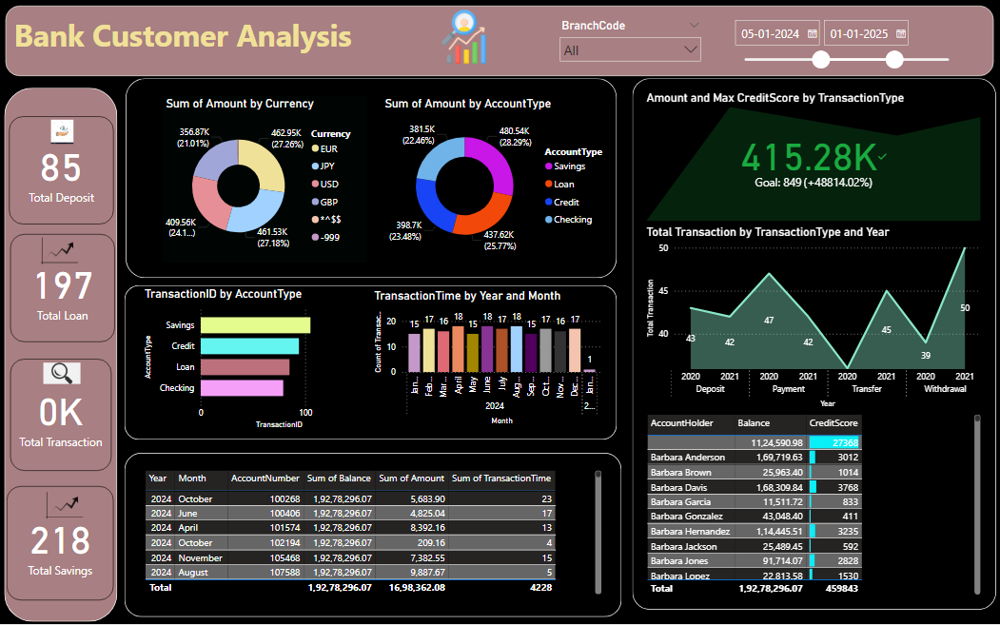 Bank Customer Analysis
BranchCode
All
05-01-2024
01-01-2025
85
Total Deposit
197
Total Loan
0K
Total Transaction
218
Total Savings
Sum of Amount by Currency
356.87K
(21.01%)
462.95K
(27.26%)
409.56K
(24.1...)
461.53K
(27.18%)
Currency
EUR
JPY
USD
GBP
*^$$
-999
Sum of Amount by AccountType
381.5K
(22.46%)
480.54K
(28.29%)
398.7K
(23.48%)
437.62K
(25.77%)
AccountType
Savings
Loan
Credit
Checking
TransactionID by AccountType
AccountType
Savings
Credit
Loan
Checking
0 100
TransactionID
TransactionTime by Year and Month
Count of Transac...
20
10
0
15 17 16 18 15 18 17 18 15 17 16 17 1
Jan... Feb... Mar... April May June July Aug... Sep... Oct... Nov... Dec... Jan...
2024 2...
Month
Year Month AccountNumber Sum of Balance Sum of Amount Sum of TransactionTime
2024 October 100268 1,92,78,296.07 5,683.90 23
2024 June 100406 1,92,78,296.07 4,825.04 17
2024 April 101574 1,92,78,296.07 8,392.16 13
2024 October 102194 1,92,78,296.07 209.16 4
2024 November 105468 1,92,78,296.07 7,382.55 15
2024 August 107588 1,92,78,296.07 9,887.67 5
Total 1,92,78,296.07 16,98,362.08 4228
Amount and Max CreditScore by TransactionType
415.28K
Goal: 849 (+48814.02%)
Total Transaction by TransactionType and Year
Total Transaction
50
45
40
43 42 47 42 45 39 50
2020 2021 2020 2021 2020 2021 2020 2021
Deposit Payment Transfer Withdrawal
Year
AccountHolder Balance CreditScore
11,24,590.98 27368
Barbara Anderson 1,69,719.63 3012
Barbara Brown 25,963.40 1014
Barbara Davis 1,68,309.84 3768
Barbara Garcia 11,511.72 833
Barbara Gonzalez 43,048.40 411
Barbara Hernandez 1,14,445.51 3235
Barbara Jackson 25,489.45 592
Barbara Jones 91,714.07 2828
Barbara Lopez 22,813.58 1530
Total 1,92,78,296.07 459843